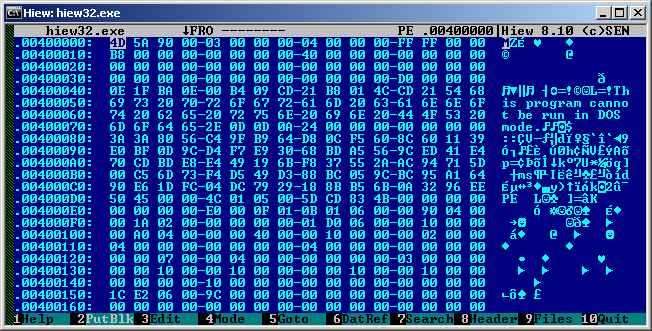 Hiew: hiew32.exe
hiew32.exe ↓FRO -------- PE .00400000|Hiew 8.10 (c)SEN
.00400000: 4D 5A 90 00-03 00 00 00-04 00 00 00-FF FF 00 00 MZÉ ♥ ♦
.00400010: B8 00 00 00-00 00 00 00-40 00 00 00-00 00 00 00 © @
.00400020: 00 00 00 00-00 00 00 00-00 00 00 00-00 00 00 00
.00400030: 00 00 00 00-00 00 00 00-00 00 00 00-D0 00 00 00 ð
.00400040: 0E 1F BA 0E-00 B4 09 CD-21 B8 01 4C-CD 21 54 68 ♫▼║♫ ┤○=!©☺L=!Th
.00400050: 69 73 20 70-72 6F 67 72-61 6D 20 63-61 6E 6E 6F is program canno
.00400060: 74 20 62 65-20 72 75 6E-20 69 6E 20-44 4F 53 20 t be run in DOS
.00400070: 6D 6F 64 65-2E 0D 0D 0A-24 00 00 00-00 00 00 00 mode.♪♪◙$
.00400080: 3A 3A 80 56-C4 9F B9 64-D8 0C F5 60-8C 60 11 39
.00400090: E0 BF 0D 9C-F4 F7 E9 30-68 BD DA A5-56 9C ED 41
.004000A0: 70 CD BD E8-E4 49 16 6B-F8 37 55 2A-AC 94 71 5D
.004000B0: 00 C5 6D 73-F4 D5 49 D3-88 BC 05 9C-BC 95 A1 64
.004000C0: 90 E6 1D FC-04 DC 79 29-18 8B B5 6B-0A 32 96 EE
.004000D0: 50 45 00 00-4C 01 05 00-5D CD 83 4B-00 00 00 00 PE L☺♣ ]=âK
.004000E0: 00 00 00 00-E0 00 0F 01-0B 01 06 00-00 90 04 00 Ó ☼☺♂☺♠ É♦
.004000F0: 00 1A 02 00-00 00 00 00-01 D0 06 00-00 10 00 00
.00400100: 00 A0 04 00-00 00 40 00-00 10 00 00-00 02 00 00 á♦ @ ► ☻
.00400110: 04 00 00 00-00 00 00 00-04 00 00 00-00 00 00 00 ♦ ♦
.00400120: 00 00 07 00-00 04 00 00-00 00 00 00-03 00 00 00 • ♦ ♥
.00400130: 00 00 10 00-00 10 00 00-00 00 10 00-00 10 00 00 ► ► ► ►
.00400140: 00 00 00 00-10 00 00 00-00 00 00 00-00 00 00 00 ►
.00400150: 1C E2 06 00-9C 00 00 00-00 00 00 00-00 00 00 00 ∟Ô♠ £
.00400160: 00 00 00 00-00 00 00 00-00 00 00 00-00 00 00 00
1Help 2PutBlk 3Edit 4Mode 5Goto 6DatRef 7Search 8Header 9Files 10Quit